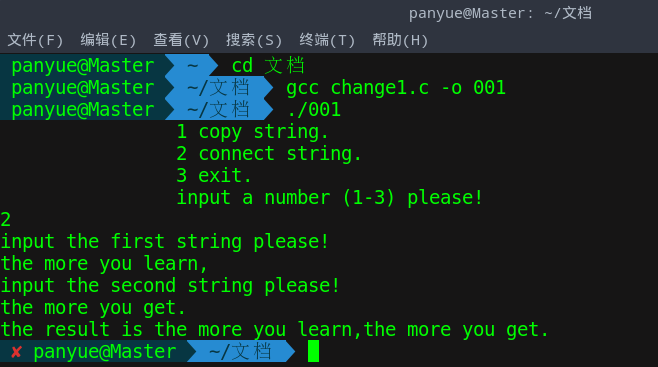 panyue@Master: ~/文档
文件(F) 编辑(E) 查看(V) 搜索(S) 终端(T) 帮助(H)
panyue@Master ~ cd 文档
panyue@Master ~/文档 gcc change1.c -o 001
panyue@Master ~/文档 ./001
1 copy string.
2 connect string.
3 exit.
input a number (1-3) please!
2
input the first string please!
the more you learn,
input the second string please!
the more you get.
the result is the more you learn,the more you get.
✘ panyue@Master ~/文档